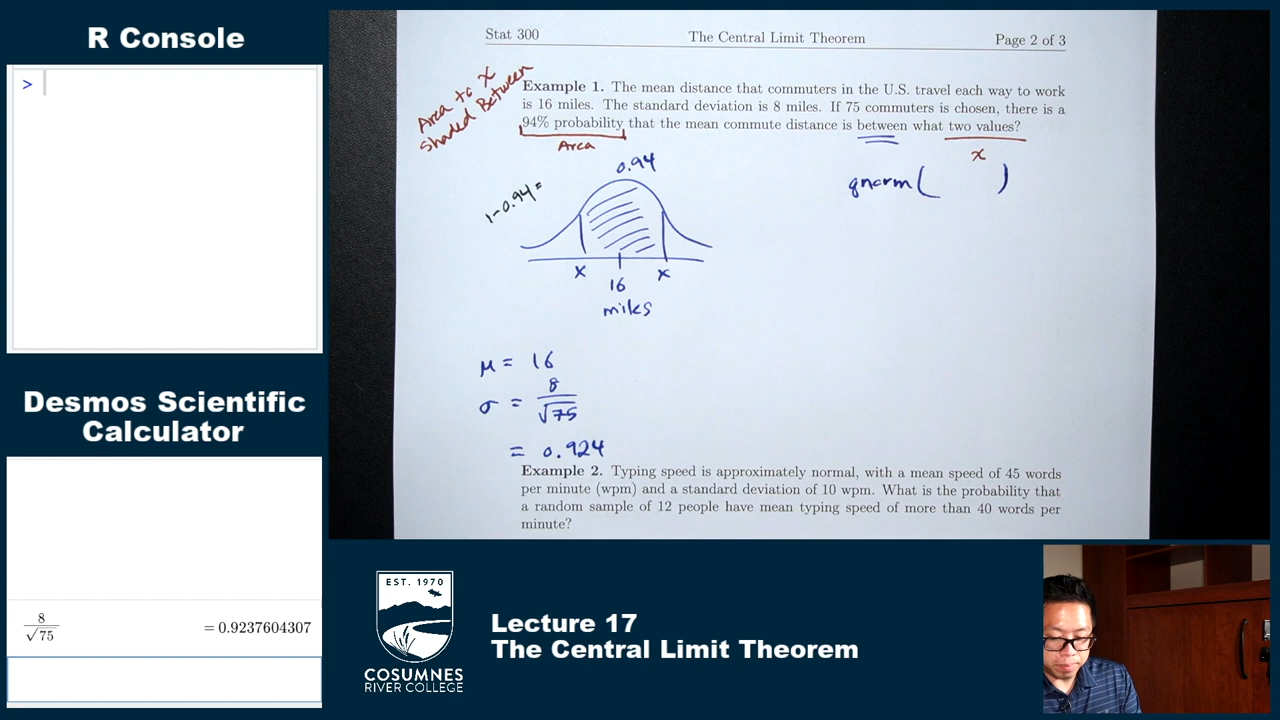 R Console
>
Desmos Scientific
Calculator
8
√75
= 0.9237604307
Stat 300
The Central Limit Theorem
Page 2 of 3
Area to x
Shaded Between
Example 1. The mean distance that commuters in the U.S. travel each way to work
is 16 miles. The standard deviation is 8 miles. If 75 commuters is chosen, there is a
94% probability that the mean commute distance is between what two values?
Area
x
0.94
1-0.94=
qnorm( )
x
16
x
miles
μ = 16
σ = 8
√75
= 0.924
Example 2. Typing speed is approximately normal, with a mean speed of 45 words
per minute (wpm) and a standard deviation of 10 wpm. What is the probability that
a random sample of 12 people have mean typing speed of more than 40 words per
minute?
EST. 1970
COSUMNES
RIVER COLLEGE
Lecture 17
The Central Limit Theorem